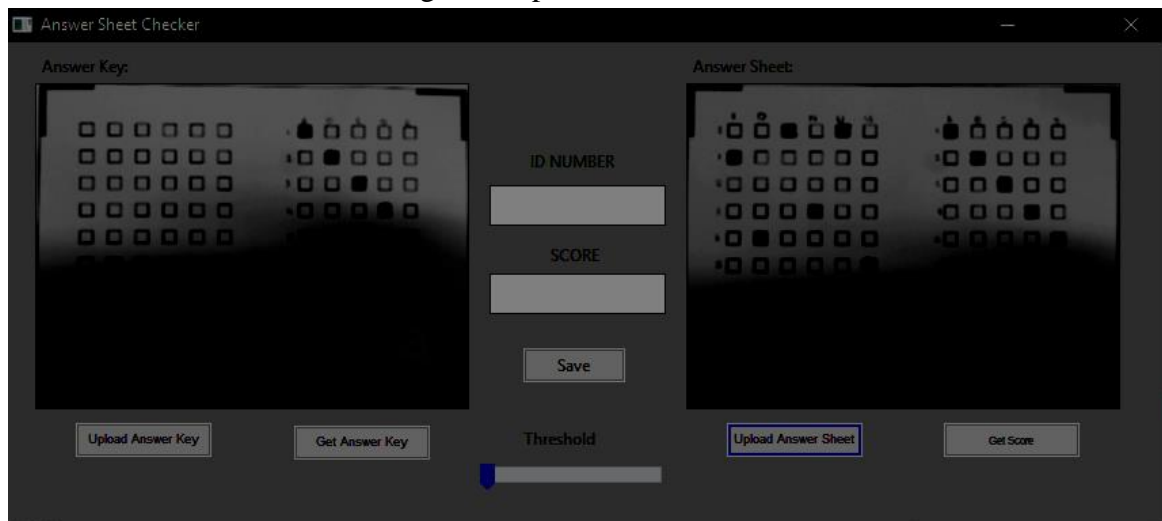 Answer Sheet Checker
Answer Key:
Answer Sheet:
ID NUMBER
SCORE
Save
Upload Answer Key
Get Answer Key
Threshold
Upload Answer Sheet
Get Score